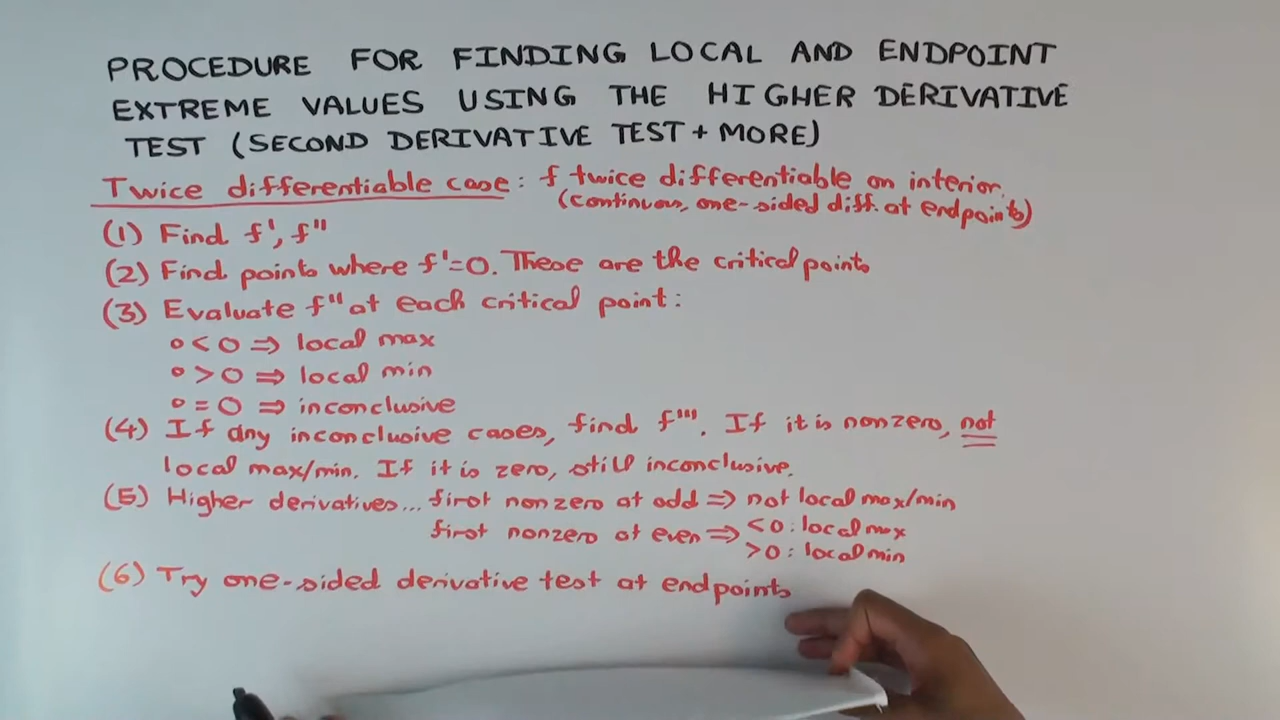 PROCEDURE FOR FINDING LOCAL AND ENDPOINT
EXTREME VALUES USING THE HIGHER DERIVATIVE
TEST (SECOND DERIVATIVE TEST + MORE)
Twice differentiable case: f twice differentiable on interior.
(continuous, one-sided diff. at endpoints)
(1) Find f', f''
(2) Find points where f'=0. These are the critical points
(3) Evaluate f'' at each critical point:
° < 0 ⇒ local max
° > 0 ⇒ local min
° = 0 ⇒ inconclusive
(4) If any inconclusive cases, find f'''. If it is nonzero, not
local max/min. If it is zero, still inconclusive.
(5) Higher derivatives... first nonzero at odd ⇒ not local max/min
first nonzero at even ⇒ <0: local max
>0: local min
(6) Try one-sided derivative test at endpoints